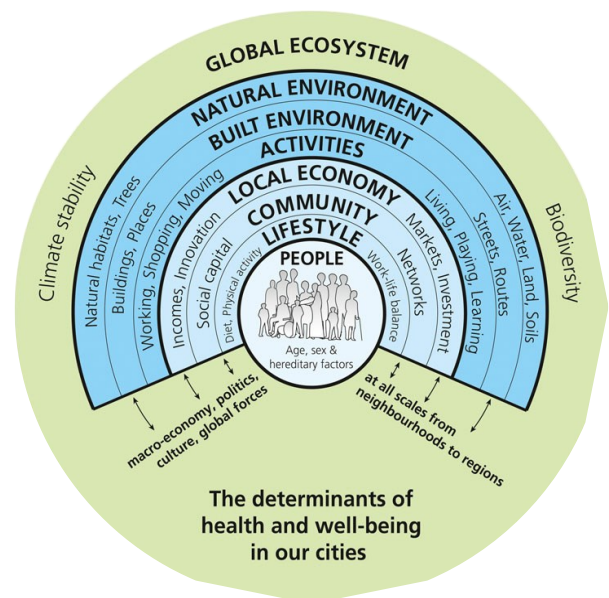 GLOBAL ECOSYSTEM
NATURAL ENVIRONMENT
BUILT ENVIRONMENT
ACTIVITIES
LOCAL ECONOMY
COMMUNITY
LIFESTYLE
PEOPLE
Age, sex &
hereditary factors
Climate stability
Natural habitats, Trees
Buildings, Places
Working, Shopping, Moving
Incomes, Innovation
Social capital
Diet, Physical activity
Work-life balance
Networks
Markets, Investment
Living, Playing, Learning
Streets, Routes
Air, Water, Land, Soils
Biodiversity
macro-economy, politics,
culture, global forces
at all scales from
neighbourhoods to regions
The determinants of
health and well-being
in our cities